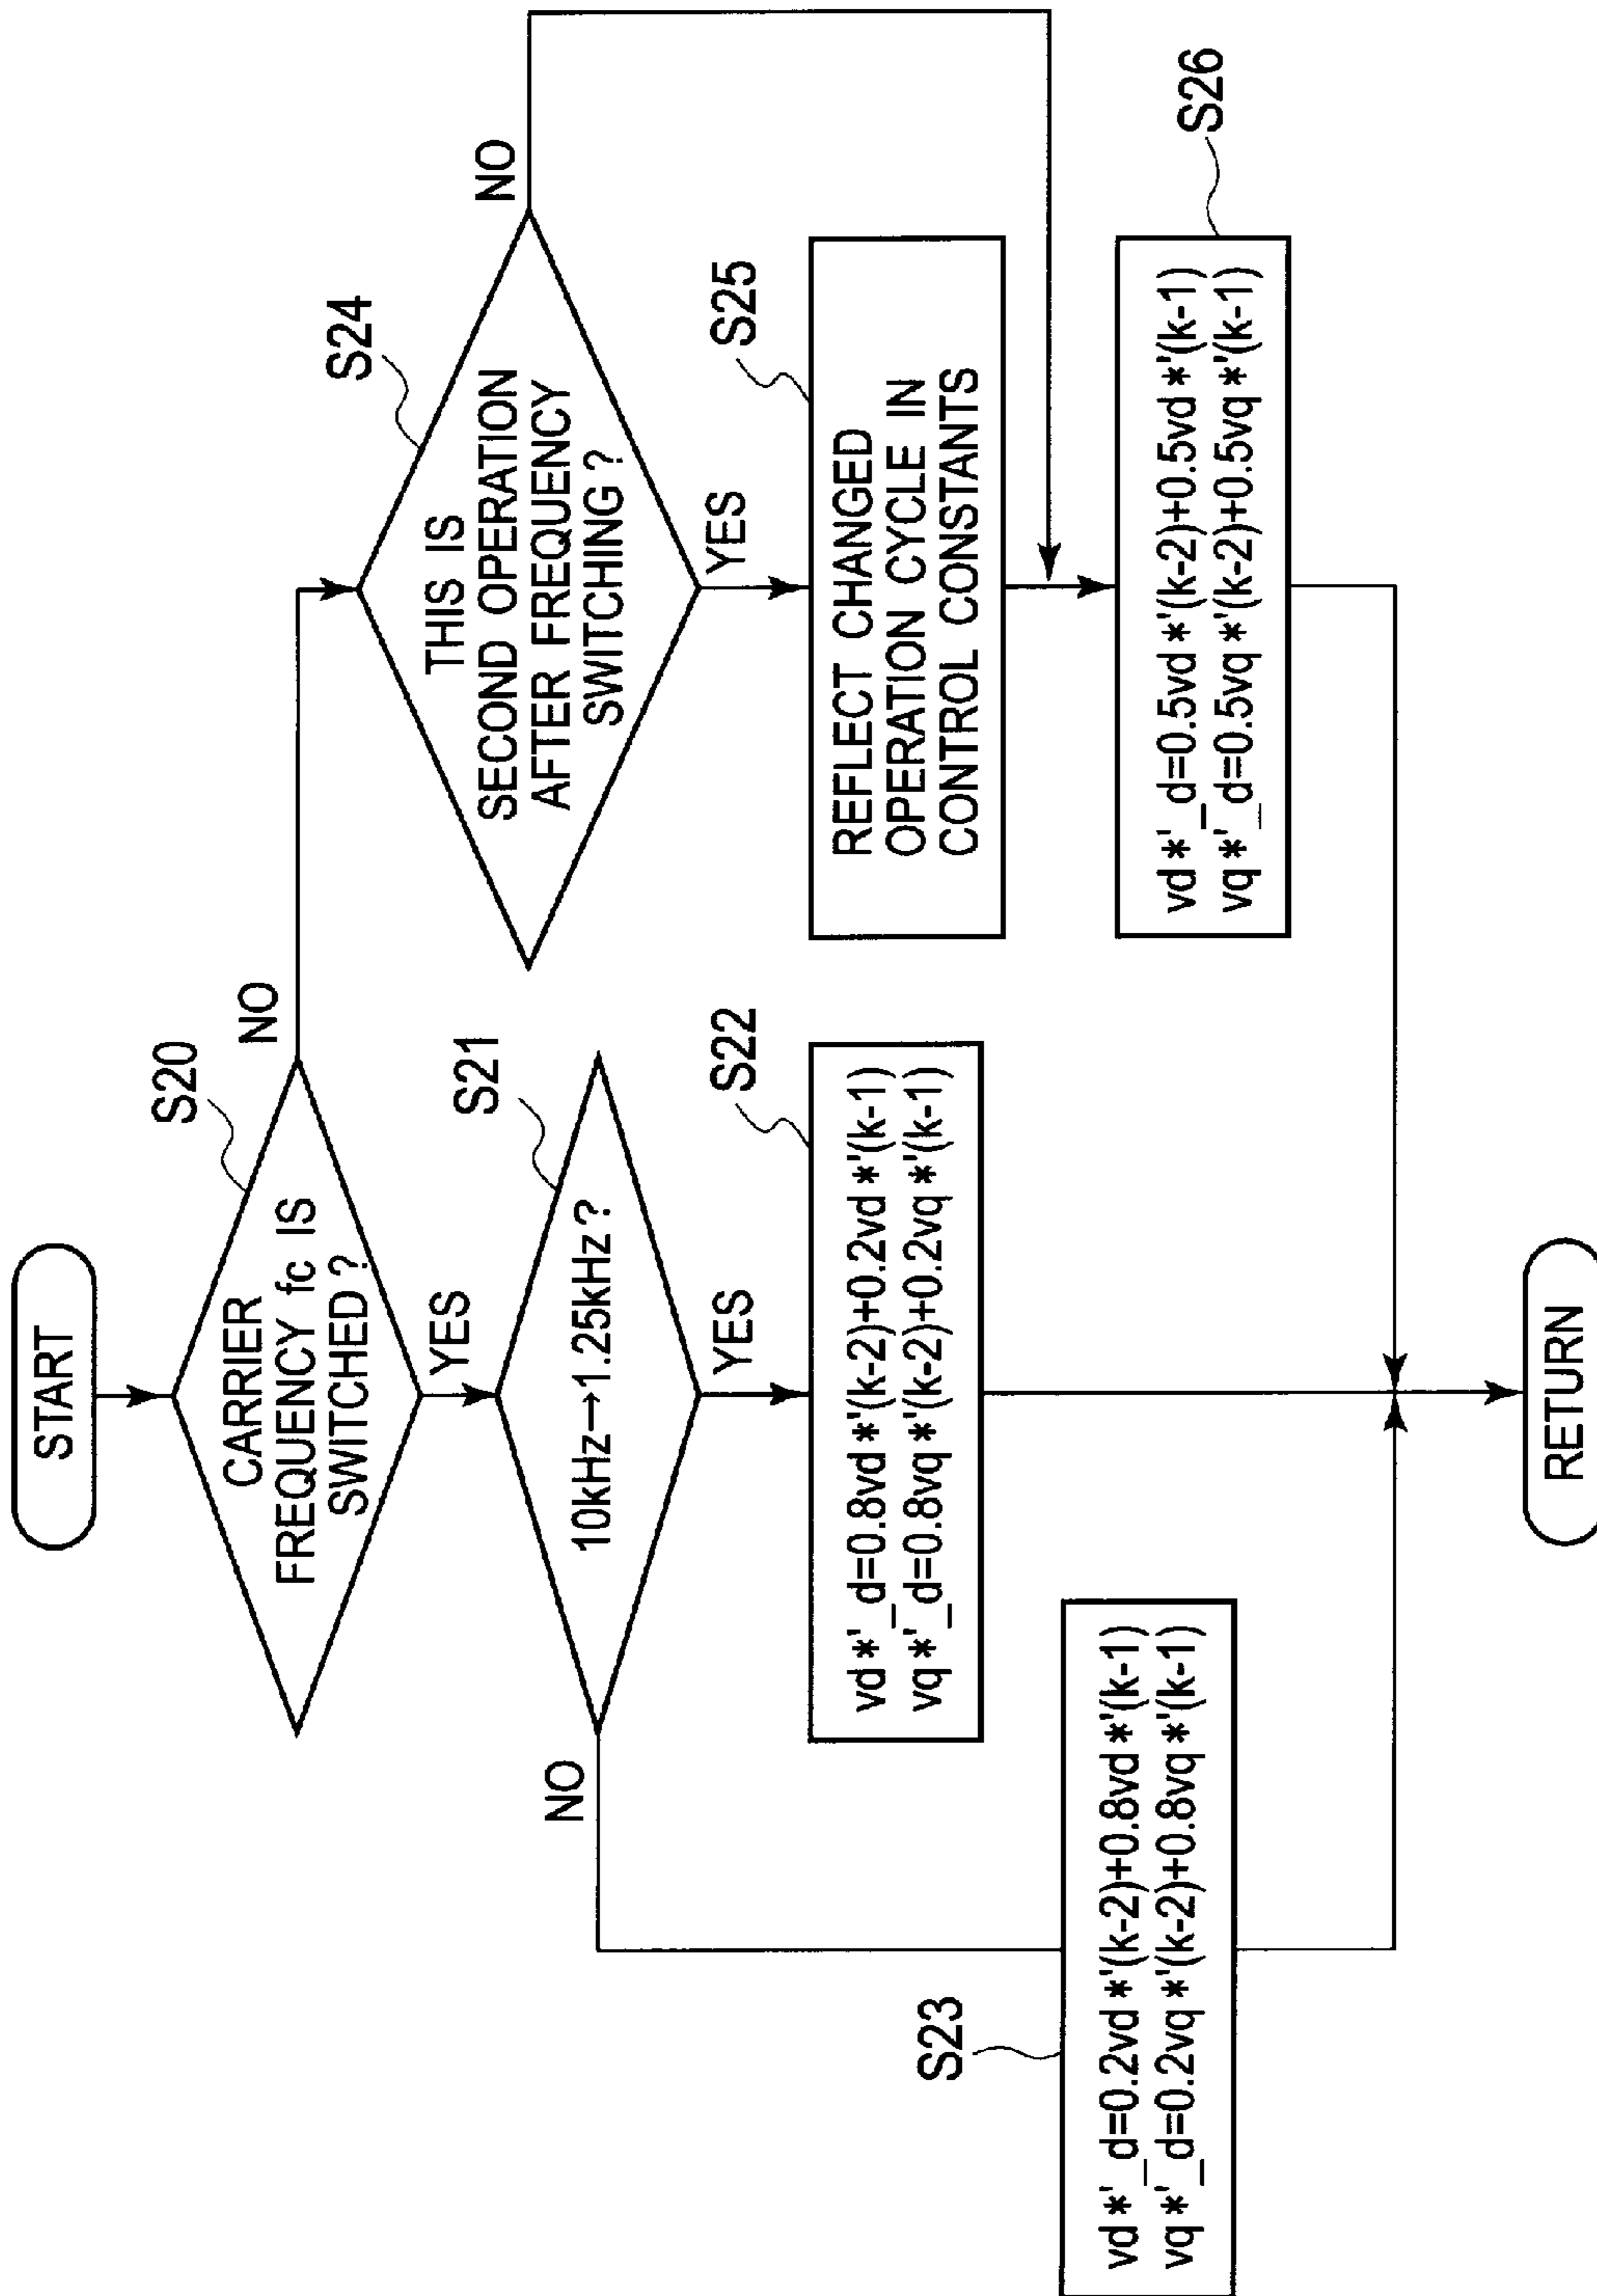 START
S20
CARRIER
FREQUENCY fc IS
SWITCHED ?
NO
YES
S21
10kHz→1.25kHz ?
NO
YES
S22
vd*'_d=0.8vd*'(k-2)+0.2vd*'(k-1)
vq*'_d=0.8vq*'(k-2)+0.2vq*'(k-1)
S23
vd*'_d=0.2vd*'(k-2)+0.8vd*'(k-1)
vq*'_d=0.2vq*'(k-2)+0.8vq*'(k-1)
S24
THIS IS
SECOND OPERATION
AFTER FREQUENCY
SWITCHING ?
NO
YES
S25
REFLECT CHANGED
OPERATION CYCLE IN
CONTROL CONSTANTS
S26
vd*'_d=0.5vd*'(k-2)+0.5vd*'(k-1)
vq*'_d=0.5vq*'(k-2)+0.5vq*'(k-1)
RETURN